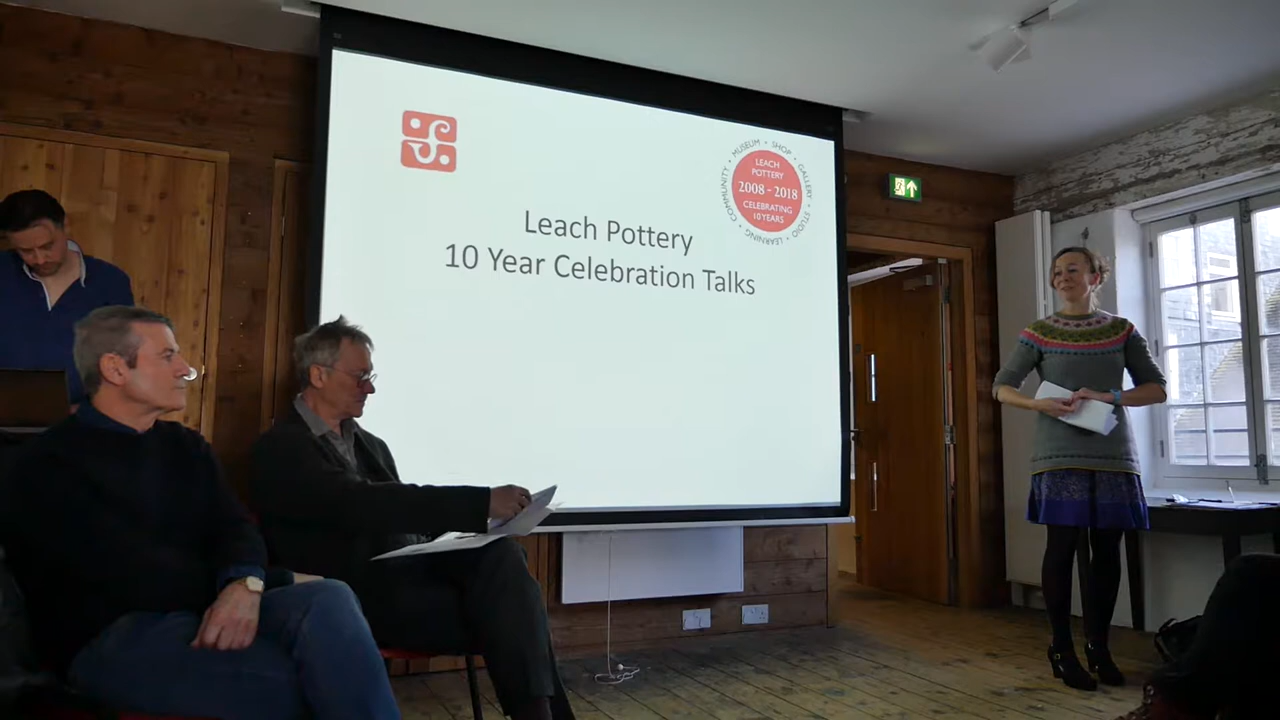 Leach Pottery
10 Year Celebration Talks
MUSEUM • SHOP • GALLERY • STUDIO • LEARNING • COMMUNITY •
LEACH
POTTERY
2008 - 2018
CELEBRATING
10 YEARS